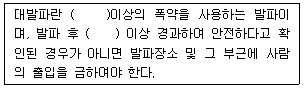 대발파란 (    )이상의 폭약을 사용하는 발파이
며, 발파 후 (    ) 이상 경과하여 안전하다고 확
인된 경우가 아니면 발파장소 및 그 부근에 사람
의 출입을 금하여야 한다.